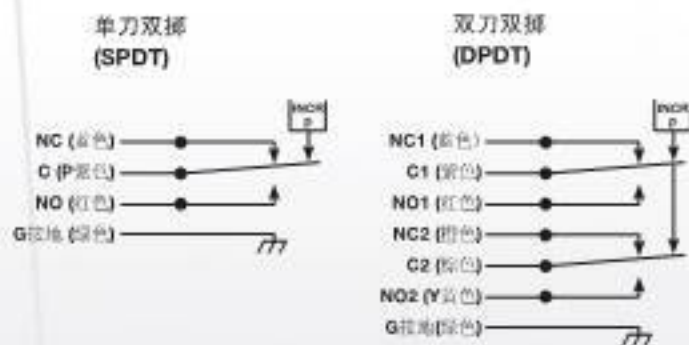 单刀双掷
(SPDT)
INCR
P
NC (蓝色)
C (P紫色)
NO (红色)
G接地 (绿色)
双刀双掷
(DPDT)
INCR
P
NC1 (蓝色)
C1 (紫色)
NO1 (红色)
NC2 (橙色)
C2 (棕色)
NO2 (Y黄色)
G接地(绿色)